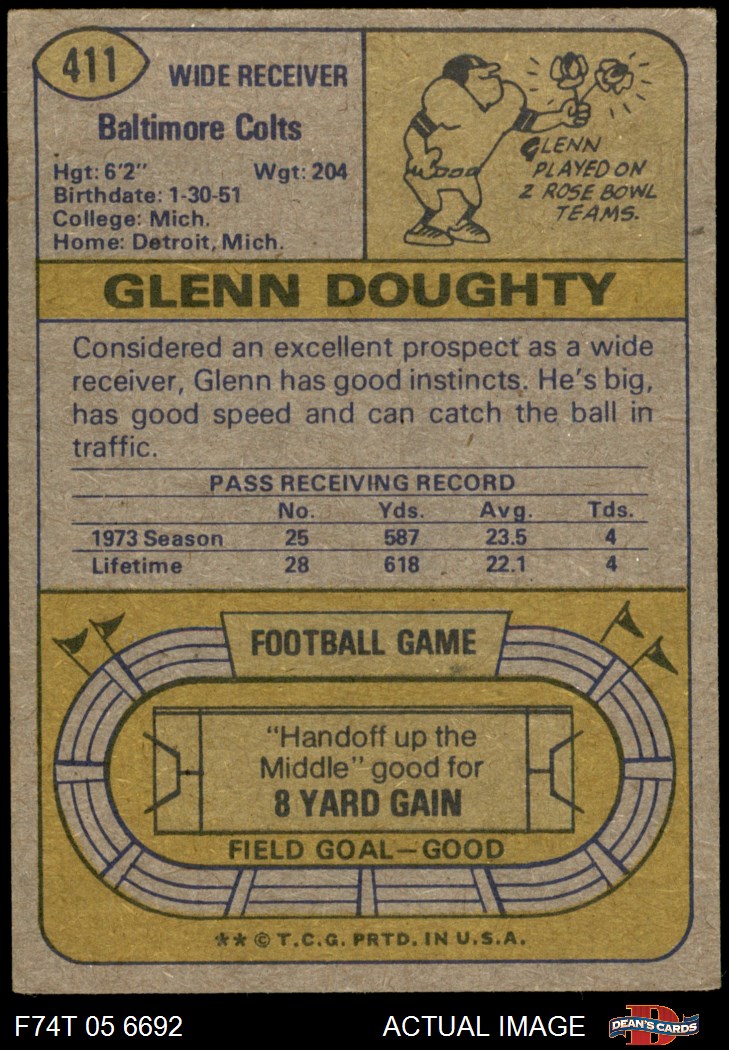 411
WIDE RECEIVER
Baltimore Colts
Hgt: 6'2" Wgt: 204
Birthdate: 1-30-51
College: Mich.
Home: Detroit, Mich.
GLENN
PLAYED ON
2 ROSE BOWL
TEAMS.
GLENN DOUGHTY
Considered an excellent prospect as a wide
receiver, Glenn has good instincts. He's big,
has good speed and can catch the ball in
traffic.
PASS RECEIVING RECORD
No. Yds. Avg. Tds.
1973 Season 25 587 23.5 4
Lifetime 28 618 22.1 4
FOOTBALL GAME
"Handoff up the
Middle" good for
8 YARD GAIN
FIELD GOAL—GOOD
** © T.C.G. PRTD. IN U.S.A.
F74T 05 6692 ACTUAL IMAGE
D
DEAN'S CARDS